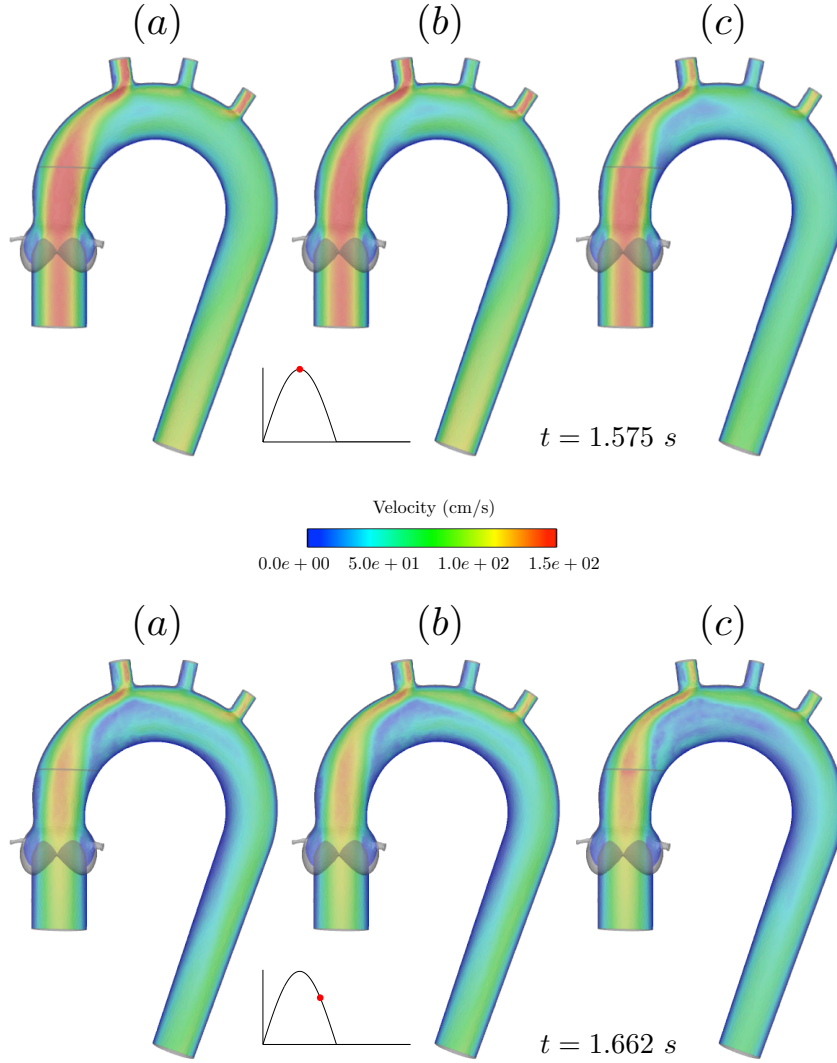 (a) (b) (c)
t = 1.575 s
Velocity (cm/s)
0.0e + 00 5.0e + 01 1.0e + 02 1.5e + 02
(a) (b) (c)
t = 1.662 s